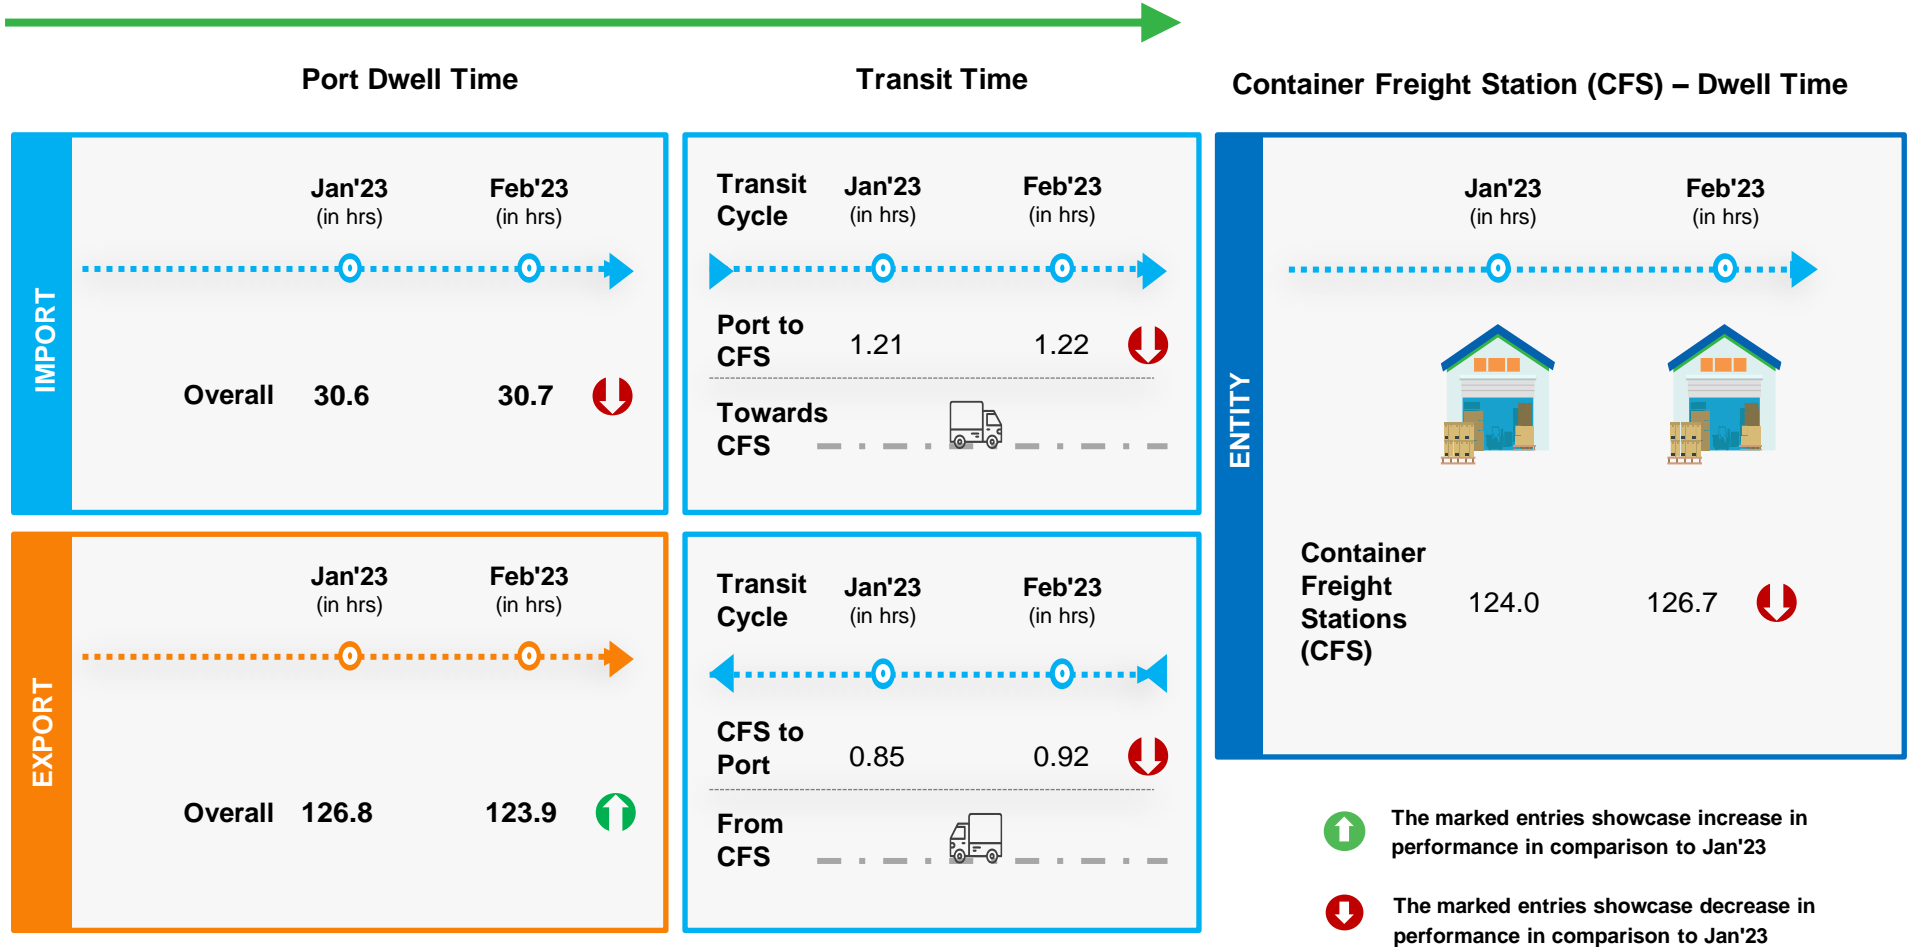 Port Dwell Time
Transit Time
Container Freight Station (CFS) – Dwell Time
IMPORT
Jan'23
(in hrs)
Feb'23
(in hrs)
Overall 30.6 30.7
Transit
Cycle
Jan'23
(in hrs)
Feb'23
(in hrs)
Port to
CFS
1.21 1.22
Towards
CFS
ENTITY
Jan'23
(in hrs)
Feb'23
(in hrs)
Container
Freight
Stations
(CFS)
124.0 126.7
EXPORT
Jan'23
(in hrs)
Feb'23
(in hrs)
Overall 126.8 123.9
Transit
Cycle
Jan'23
(in hrs)
Feb'23
(in hrs)
CFS to
Port
0.85 0.92
From
CFS
The marked entries showcase increase in
performance in comparison to Jan'23
The marked entries showcase decrease in
performance in comparison to Jan'23